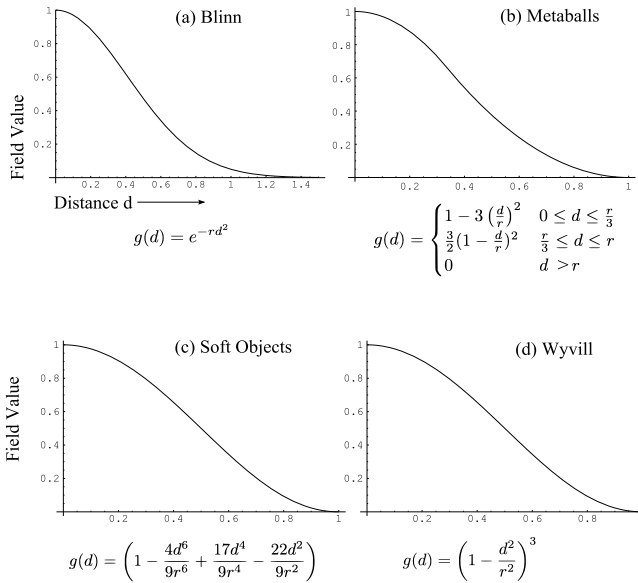 (a) Blinn
1
0.8
0.6
0.4
0.2
0.2 0.4 0.6 0.8 1 1.2 1.4
Field Value
Distance d
g(d) = e^{-rd^2}
(b) Metaballs
1
0.8
0.6
0.4
0.2
0.2 0.4 0.6 0.8 1
g(d) = { 1 − 3 (d/r)^2   0 ≤ d ≤ r/3
3/2(1 − d/r)^2   r/3 ≤ d ≤ r
0   d > r
(c) Soft Objects
1
0.8
0.6
0.4
0.2
0.2 0.4 0.6 0.8 1
Field Value
g(d) = (1 − 4d^6/9r^6 + 17d^4/9r^4 − 22d^2/9r^2)
(d) Wyvill
1
0.8
0.6
0.4
0.2
0.2 0.4 0.6 0.8 1
g(d) = (1 − d^2/r^2)^3